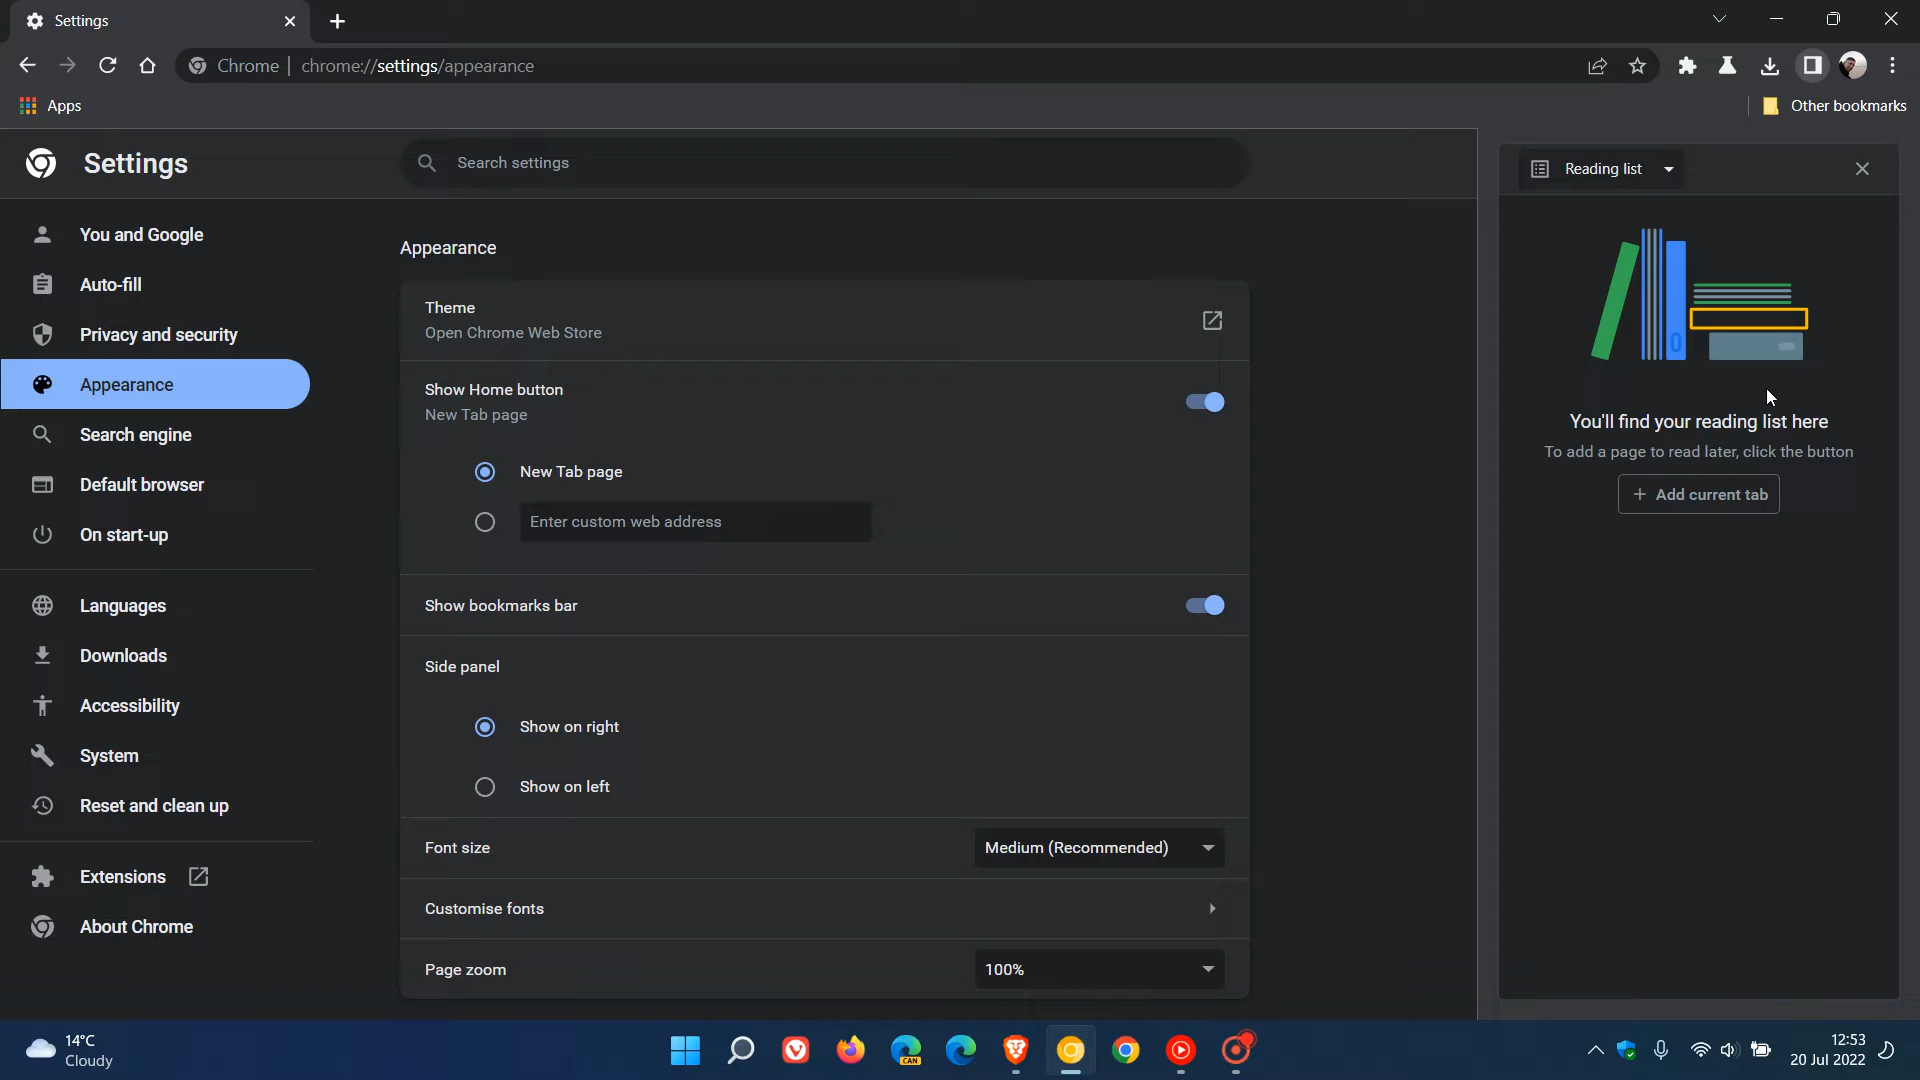 Settings
Chrome | chrome://settings/appearance
Apps
Other bookmarks
Settings
Search settings
You and Google
Auto-fill
Privacy and security
Appearance
Search engine
Default browser
On start-up
Languages
Downloads
Accessibility
System
Reset and clean up
Extensions
About Chrome
Appearance
Theme
Open Chrome Web Store
Show Home button
New Tab page
New Tab page
Enter custom web address
Show bookmarks bar
Side panel
Show on right
Show on left
Font size
Medium (Recommended)
Customise fonts
Page zoom
100%
Reading list
You'll find your reading list here
To add a page to read later, click the button
+ Add current tab
14°C
Cloudy
CAN
12:53
20 Jul 2022